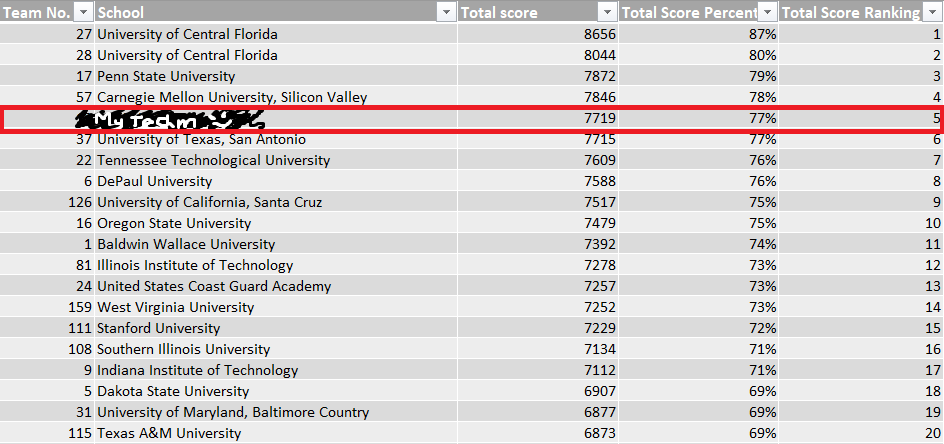 Team No. School Total score Total Score Percent Total Score Ranking
27 University of Central Florida 8656 87% 1
28 University of Central Florida 8044 80% 2
17 Penn State University 7872 79% 3
57 Carnegie Mellon University, Silicon Valley 7846 78% 4
My Team 7719 77% 5
37 University of Texas, San Antonio 7715 77% 6
22 Tennessee Technological University 7609 76% 7
6 DePaul University 7588 76% 8
126 University of California, Santa Cruz 7517 75% 9
16 Oregon State University 7479 75% 10
1 Baldwin Wallace University 7392 74% 11
81 Illinois Institute of Technology 7278 73% 12
24 United States Coast Guard Academy 7257 73% 13
159 West Virginia University 7252 73% 14
111 Stanford University 7229 72% 15
108 Southern Illinois University 7134 71% 16
9 Indiana Institute of Technology 7112 71% 17
5 Dakota State University 6907 69% 18
31 University of Maryland, Baltimore Country 6877 69% 19
115 Texas A&M University 6873 69% 20